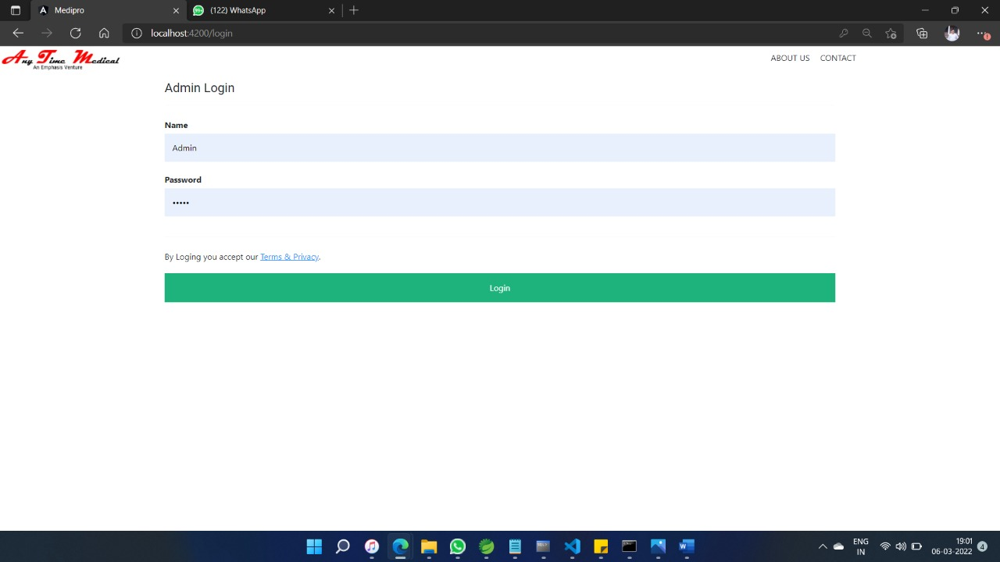 Medipro
(122) WhatsApp
localhost:4200/login
Any Time Medical
An Emphasis Venture
ABOUT US CONTACT
Admin Login
Name
Admin
Password
•••••
By Loging you accept our Terms & Privacy.
Login
ENG
IN
19:01
06-03-2022
4